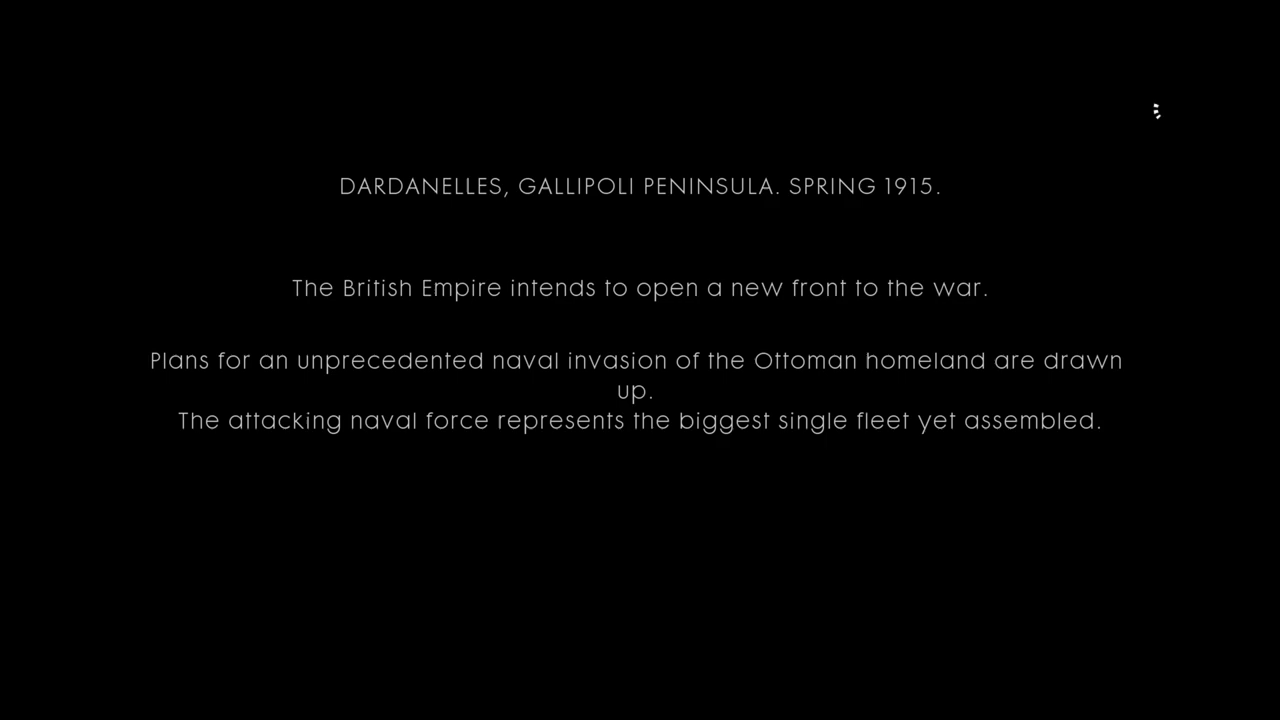 DARDANELLES, GALLIPOLI PENINSULA. SPRING 1915.
The British Empire intends to open a new front to the war.
Plans for an unprecedented naval invasion of the Ottoman homeland are drawn
up.
The attacking naval force represents the biggest single fleet yet assembled.